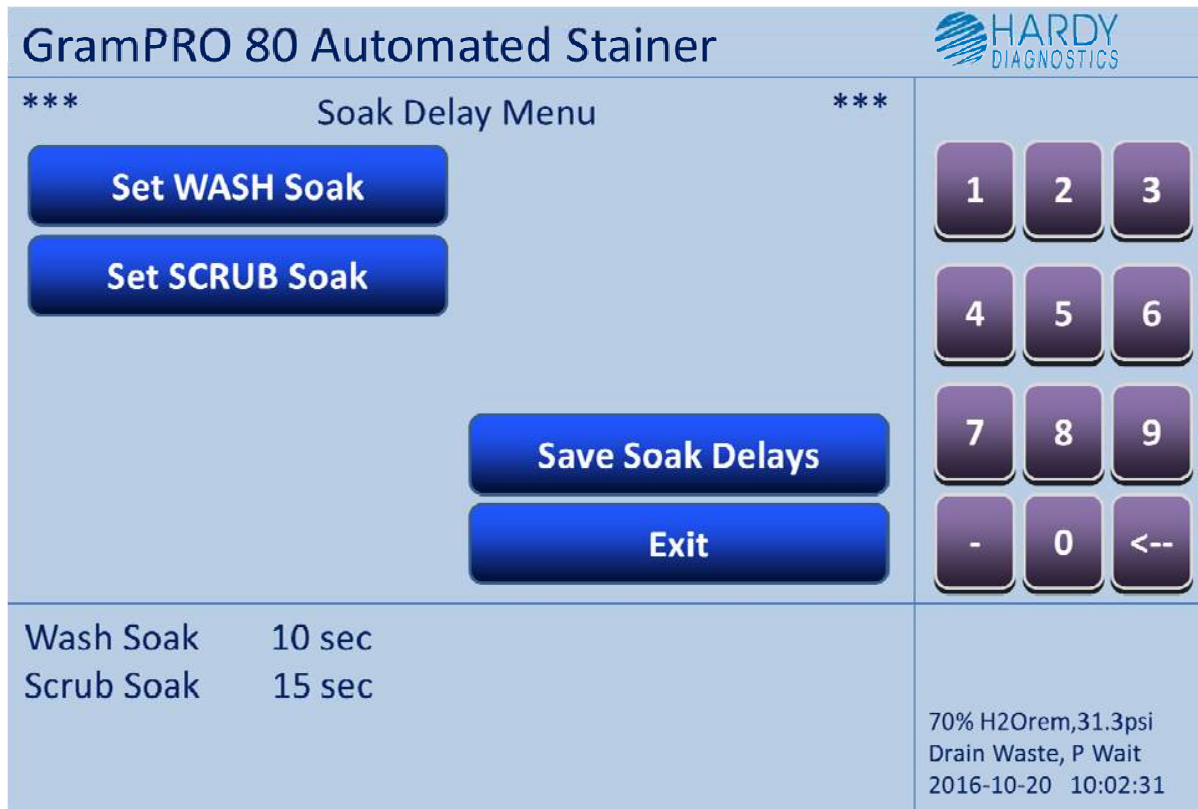 GramPRO 80 Automated Stainer
HARDY
DIAGNOSTICS
*** Soak Delay Menu ***
Set WASH Soak
Set SCRUB Soak
Save Soak Delays
Exit
1 2 3
4 5 6
7 8 9
- 0 <--
Wash Soak 10 sec
Scrub Soak 15 sec
70% H2Orem,31.3psi
Drain Waste, P Wait
2016-10-20 10:02:31